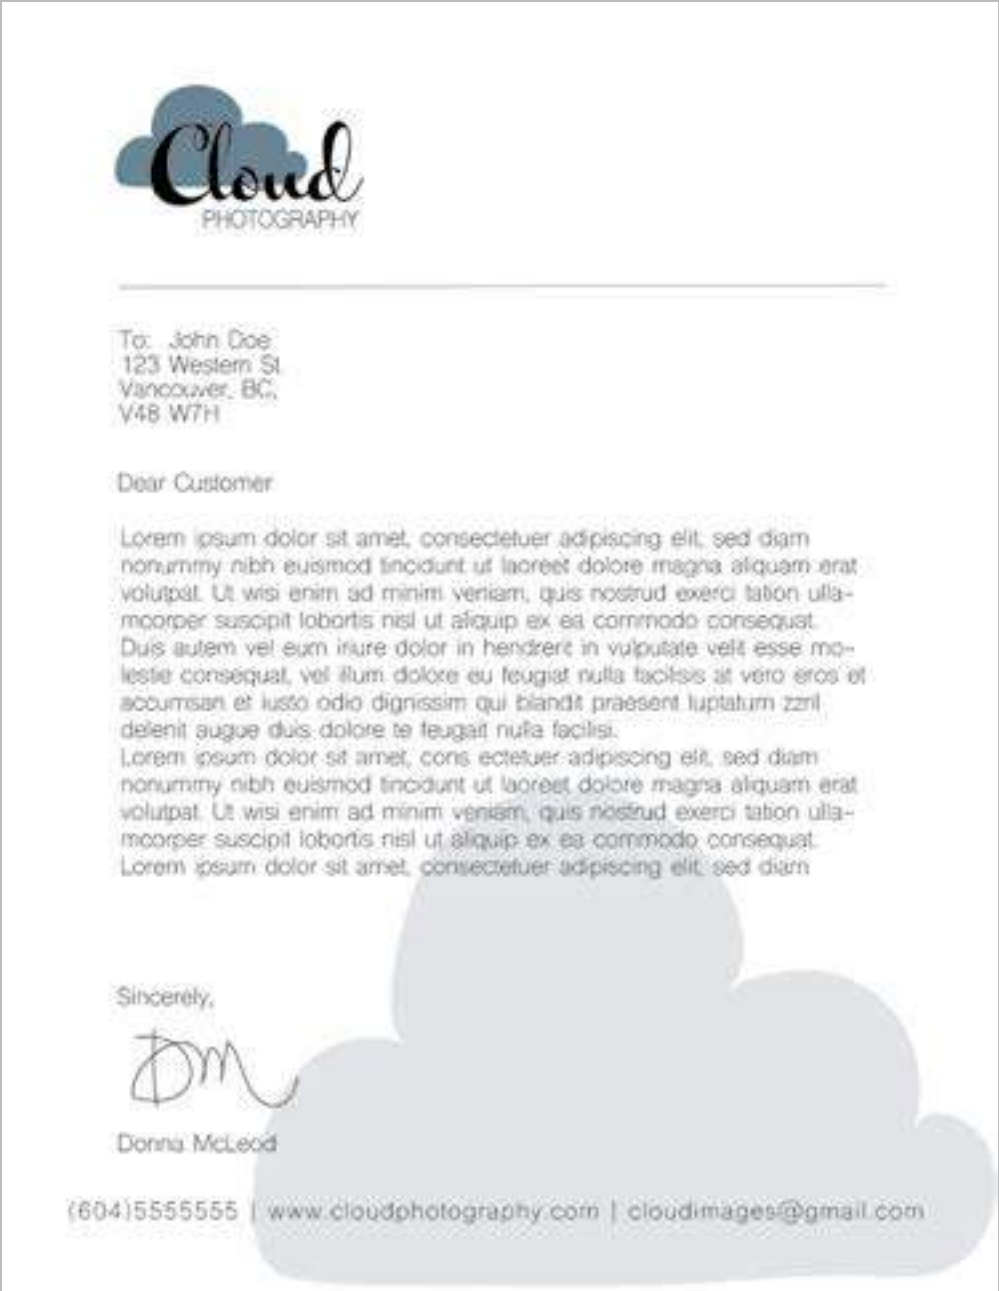 Cloud
PHOTOGRAPHY
To: John Doe
123 Western St.
Vancouver, BC,
V48 W7H
Dear Customer
Lorem ipsum dolor sit amet, consectetuer adipiscing elit, sed diam
nonummy nibh euismod tincidunt ut laoreet dolore magna aliquam erat
volutpat. Ut wisi enim ad minim veniam, quis nostrud exerci tation ulla-
mcorper suscipit lobortis nisl ut aliquip ex ea commodo consequat.
Duis autem vel eum iriure dolor in hendrerit in vulputate velit esse mo-
lestie consequat, vel illum dolore eu feugiat nulla facilisis at vero eros et
accumsan et iusto odio dignissim qui blandit praesent luptatum zzril
delenit augue duis dolore te feugait nulla facilisi.
Lorem ipsum dolor sit amet, cons ectetuer adipiscing elit, sed diam
nonummy nibh euismod tincidunt ut laoreet dolore magna aliquam erat
volutpat. Ut wisi enim ad minim veniam, quis nostrud exerci tation ulla-
mcorper suscipit lobortis nisl ut aliquip ex ea commodo consequat.
Lorem ipsum dolor sit amet, consectetuer adipiscing elit, sed diam
Sincerely,
DM
Donna McLeod
(604)5555555 | www.cloudphotography.com | cloudimages@gmail.com